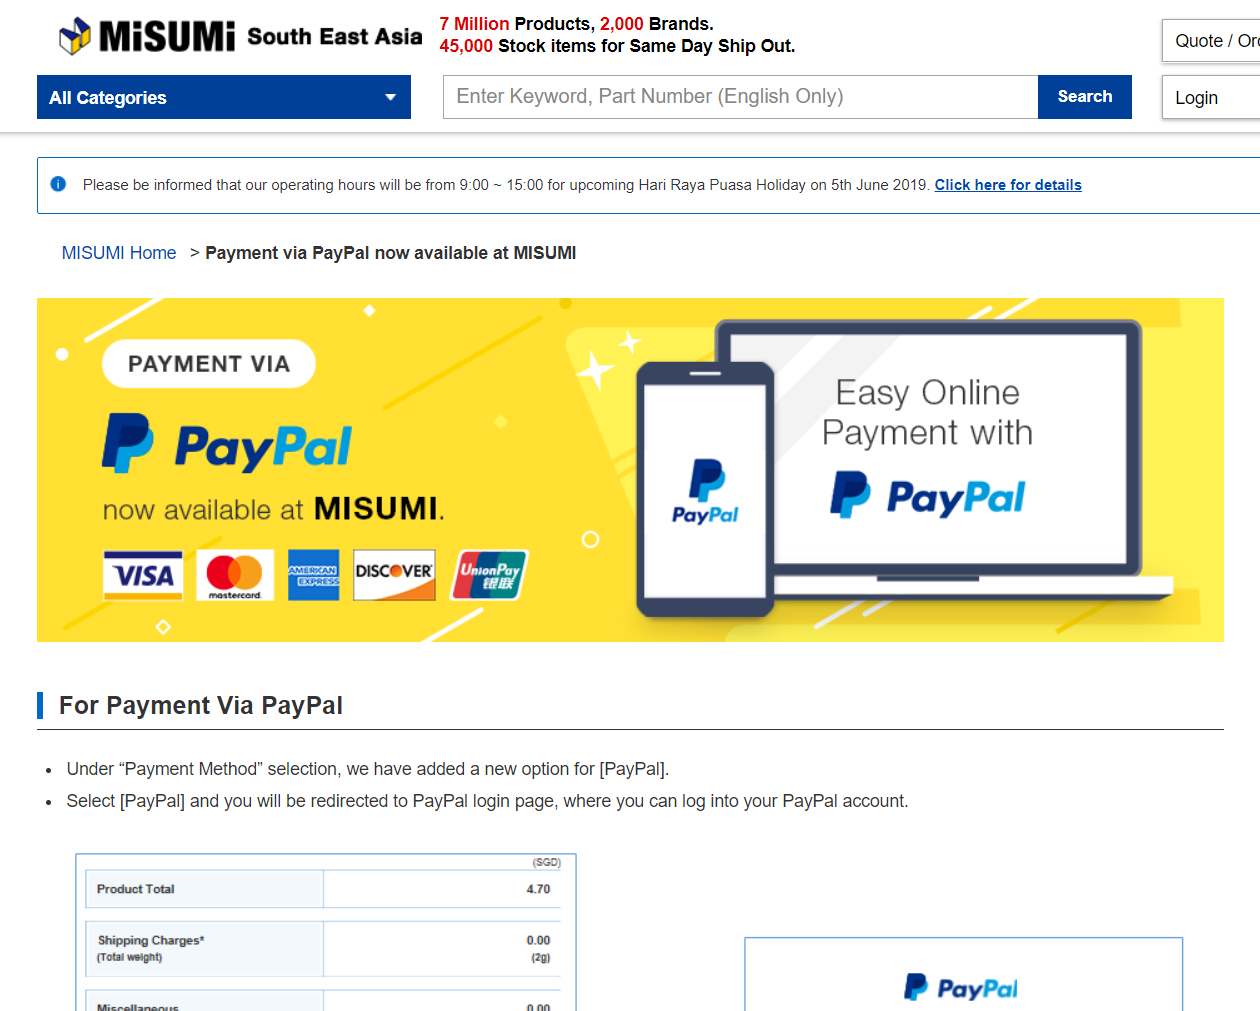 MiSUMi South East Asia
7 Million Products, 2,000 Brands.
45,000 Stock items for Same Day Ship Out.
Quote / Or
All Categories
Enter Keyword, Part Number (English Only)
Search
Login
Please be informed that our operating hours will be from 9:00 ~ 15:00 for upcoming Hari Raya Puasa Holiday on 5th June 2019. Click here for details
MISUMI Home > Payment via PayPal now available at MISUMI
PAYMENT VIA
PayPal
now available at MISUMI.
VISA
mastercard
AMERICAN EXPRESS
DISCOVER
UnionPay
银联
PayPal
Easy Online
Payment with
PayPal
For Payment Via PayPal
• Under “Payment Method” selection, we have added a new option for [PayPal].
• Select [PayPal] and you will be redirected to PayPal login page, where you can log into your PayPal account.
(SGD)
Product Total 4.70
Shipping Charges* 0.00
(Total weight) (2g)
Miscellaneous 0.00
PayPal